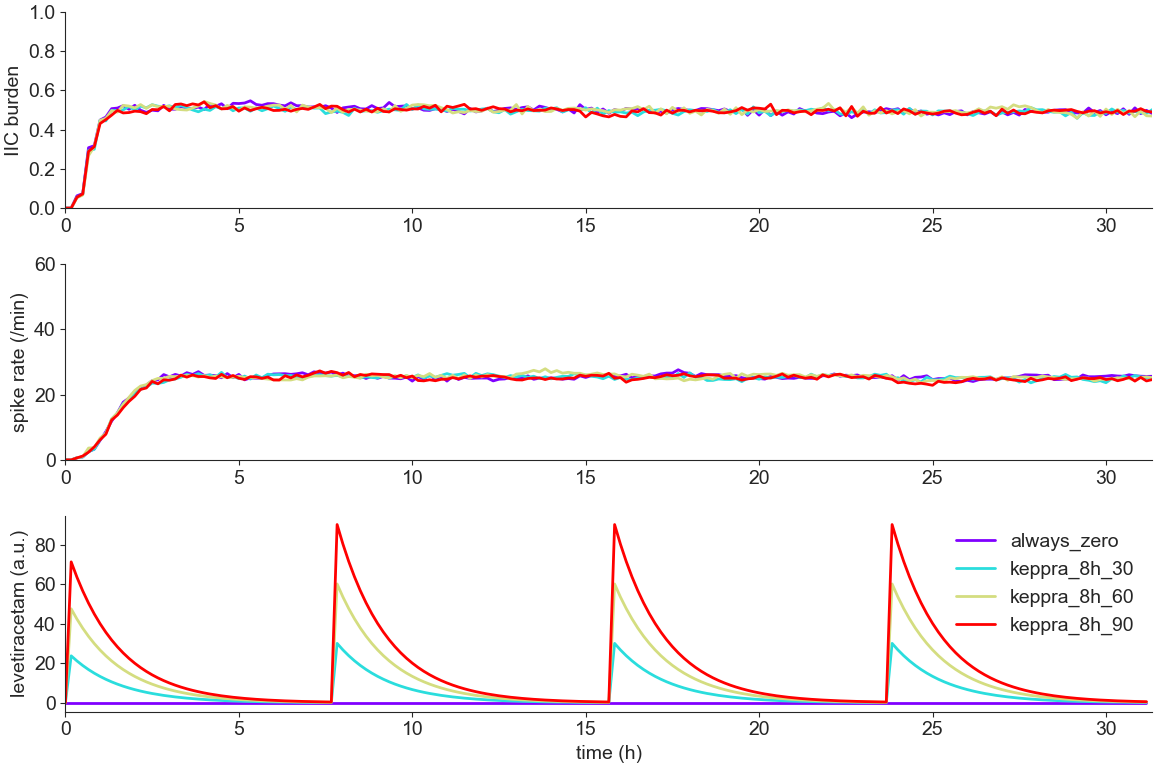 IIC burden
1.0
0.8
0.6
0.4
0.2
0.0
0 5 10 15 20 25 30
spike rate (/min)
60
40
20
0
0 5 10 15 20 25 30
levetiracetam (a.u.)
80
60
40
20
0
always_zero
keppra_8h_30
keppra_8h_60
keppra_8h_90
0 5 10 15 20 25 30
time (h)